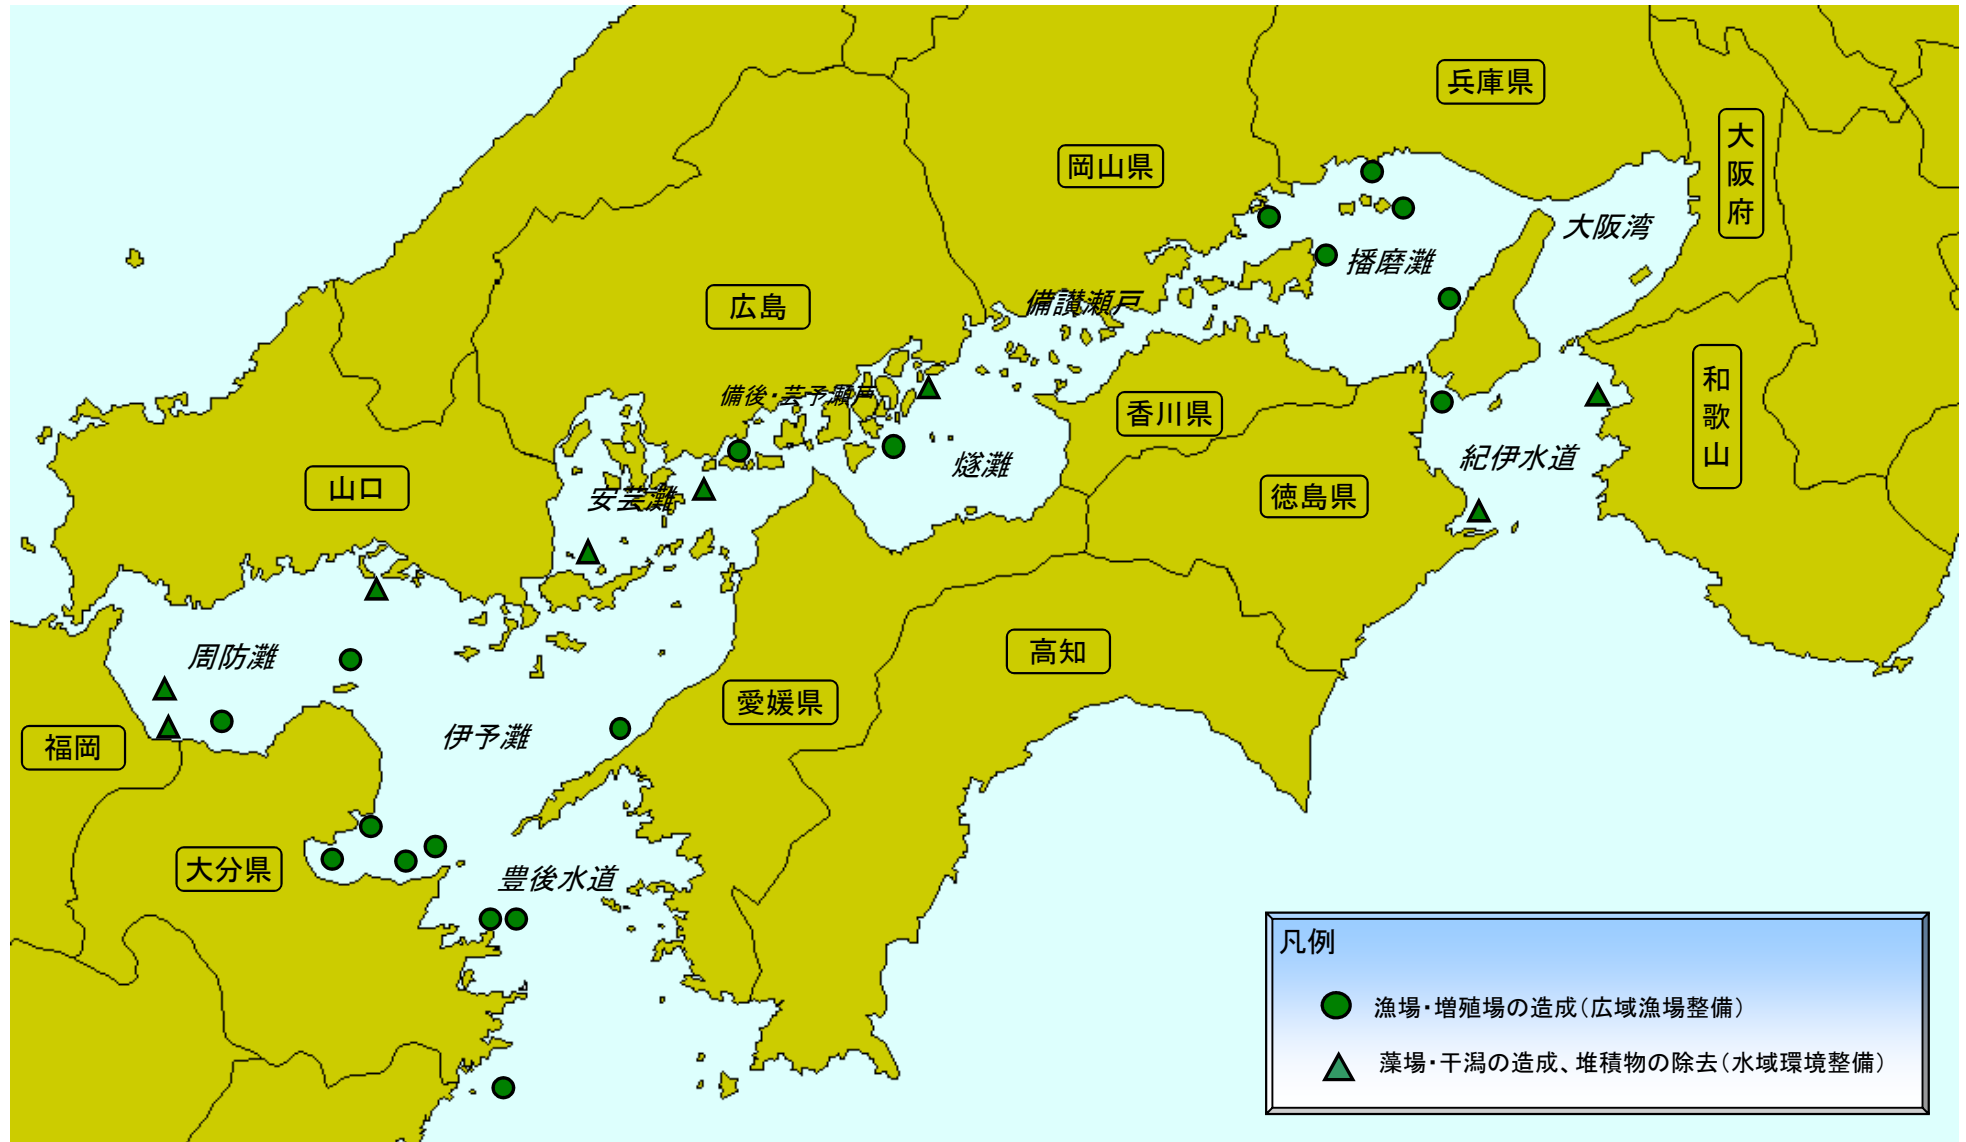 兵庫県
大阪府
岡山県
大阪湾
播磨灘
備讃瀬戸
広島
備後・芸予瀬戸
香川県
和歌山
燧灘
紀伊水道
山口
安芸灘
徳島県
周防灘
高知
愛媛県
伊予灘
福岡
大分県
豊後水道
凡例
漁場・増殖場の造成（広域漁場整備）
藻場・干潟の造成、堆積物の除去（水域環境整備）